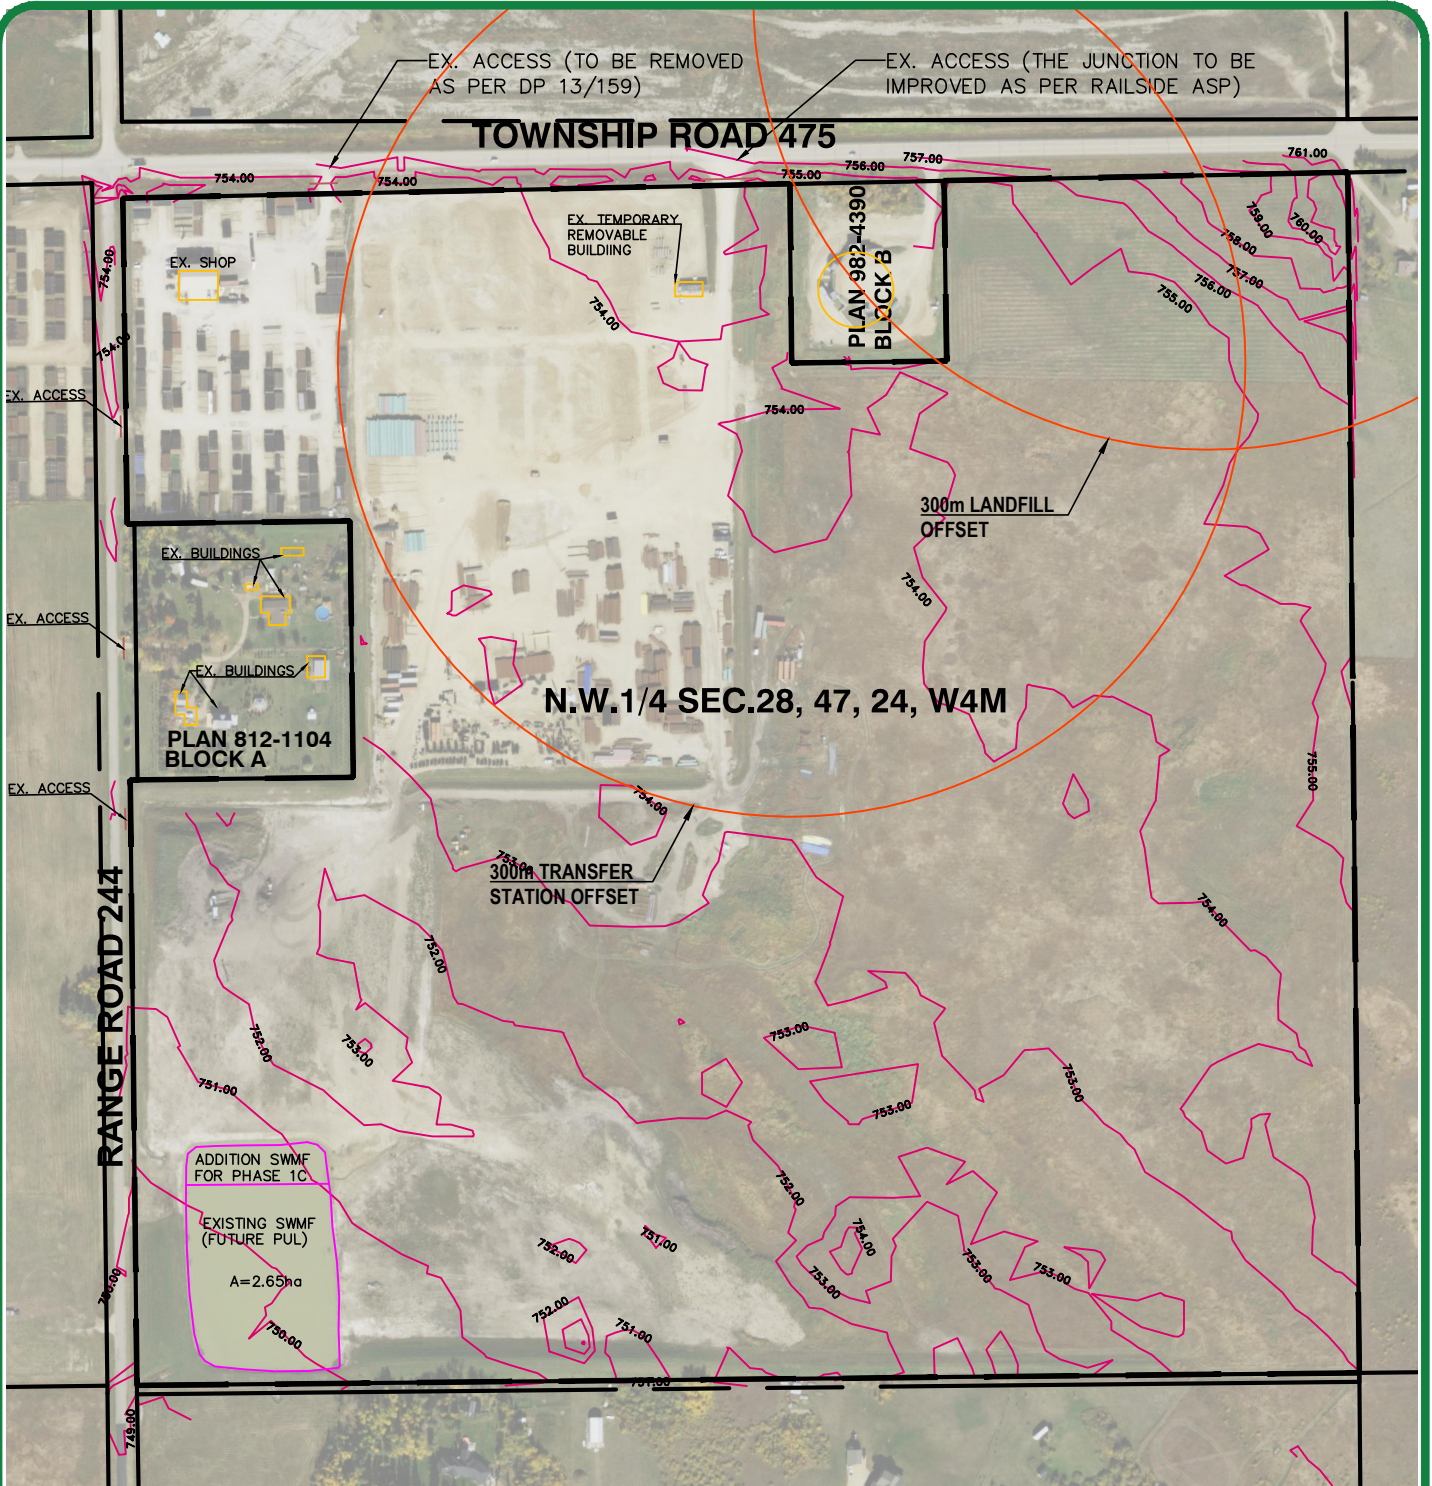 EX. ACCESS (TO BE REMOVED
AS PER DP 13/159)
EX. ACCESS (THE JUNCTION TO BE
IMPROVED AS PER RAILSIDE ASP)
TOWNSHIP ROAD 475
761.00
757.00
756.00
755.00
754.00
754.00
EX. TEMPORARY
REMOVABLE
BUILDIING
PLAN 982-4390
BLOCK B
759.00
760.00
758.00
757.00
756.00
755.00
754.00
EX. SHOP
754.00
754.00
754.00
EX. ACCESS
754.00
300m LANDFILL
OFFSET
EX. BUILDINGS
754.00
EX. ACCESS
EX. BUILDINGS
N.W.1/4 SEC.28, 47, 24, W4M
PLAN 812-1104
BLOCK A
755.00
EX. ACCESS
754.00
753.00
300m TRANSFER
STATION OFFSET
RANGE ROAD 244
754.00
752.00
752.00
753.00
753.00
753.00
751.00
753.00
ADDITION SWMF
FOR PHASE 1C
752.00
EXISTING SWMF
(FUTURE PUL)
A=2.65ha
752.00
751.00
754.00
753.00
753.00
753.00
750.00
752.00
751.00
750.00
751.00
749.00